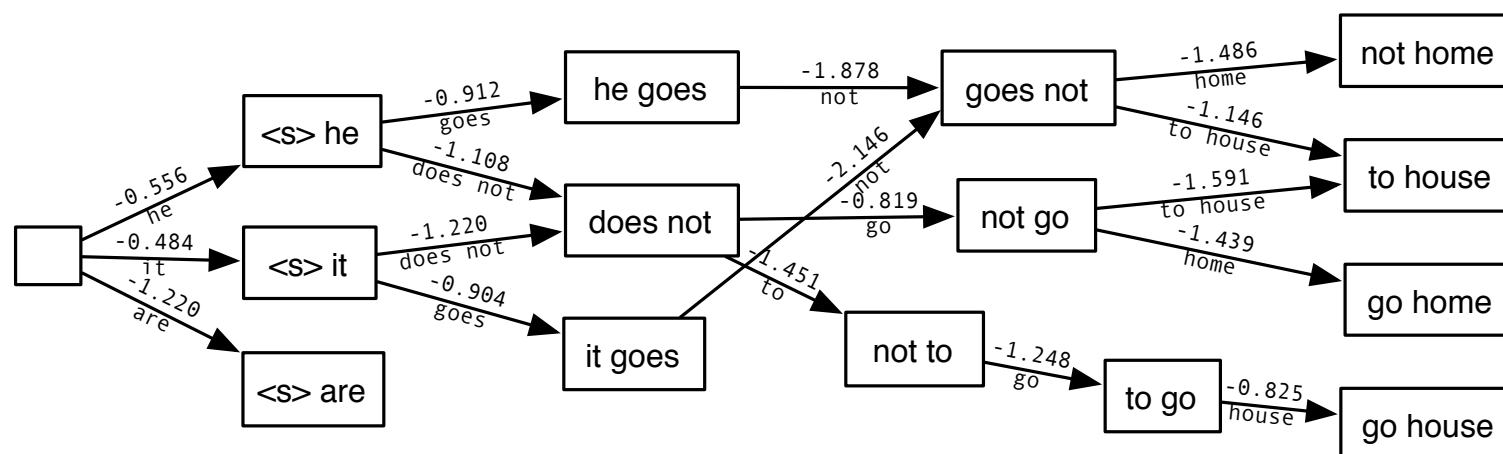 -0.556
he
-0.484
it
-1.220
are
<s> he
<s> it
<s> are
-0.912
goes
-1.108
does not
-1.220
does not
-0.904
goes
he goes
does not
it goes
-1.878
not
-2.146
not
-0.819
go
-1.451
to
goes not
not go
not to
-1.248
go
to go
-1.486
home
-1.146
to house
-1.591
to house
-1.439
home
-0.825
house
not home
to house
go home
go house